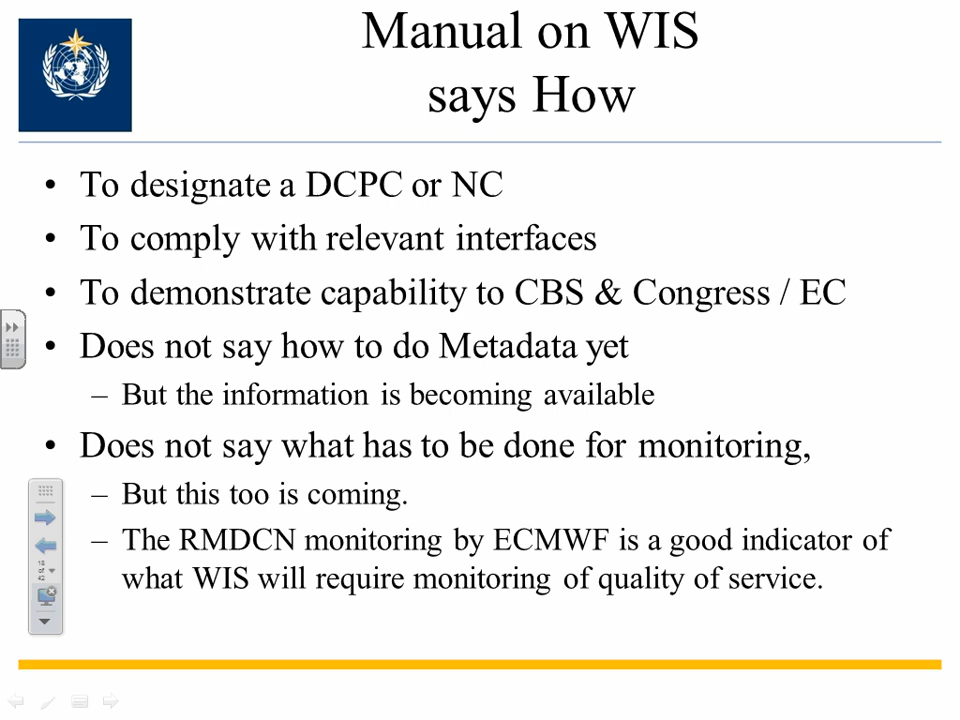 Manual on WIS
says How
• To designate a DCPC or NC
• To comply with relevant interfaces
• To demonstrate capability to CBS & Congress / EC
• Does not say how to do Metadata yet
– But the information is becoming available
• Does not say what has to be done for monitoring,
– But this too is coming.
– The RMDCN monitoring by ECMWF is a good indicator of
what WIS will require monitoring of quality of service.
18
of
42